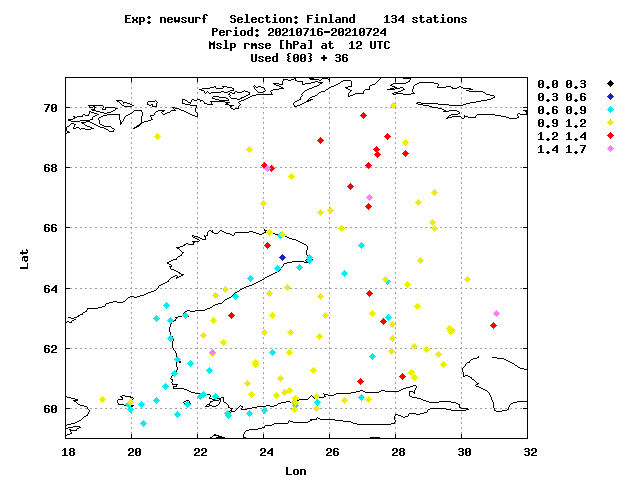 Exp: newsurf   Selection: Finland    134 stations
Period: 20210716-20210724
Mslp rmse [hPa] at  12 UTC
Used {00} + 36
0.0 0.3
0.3 0.6
0.6 0.9
0.9 1.2
1.2 1.4
1.4 1.7
70
68
66
64
62
60
Lat
18 20 22 24 26 28 30 32
Lon